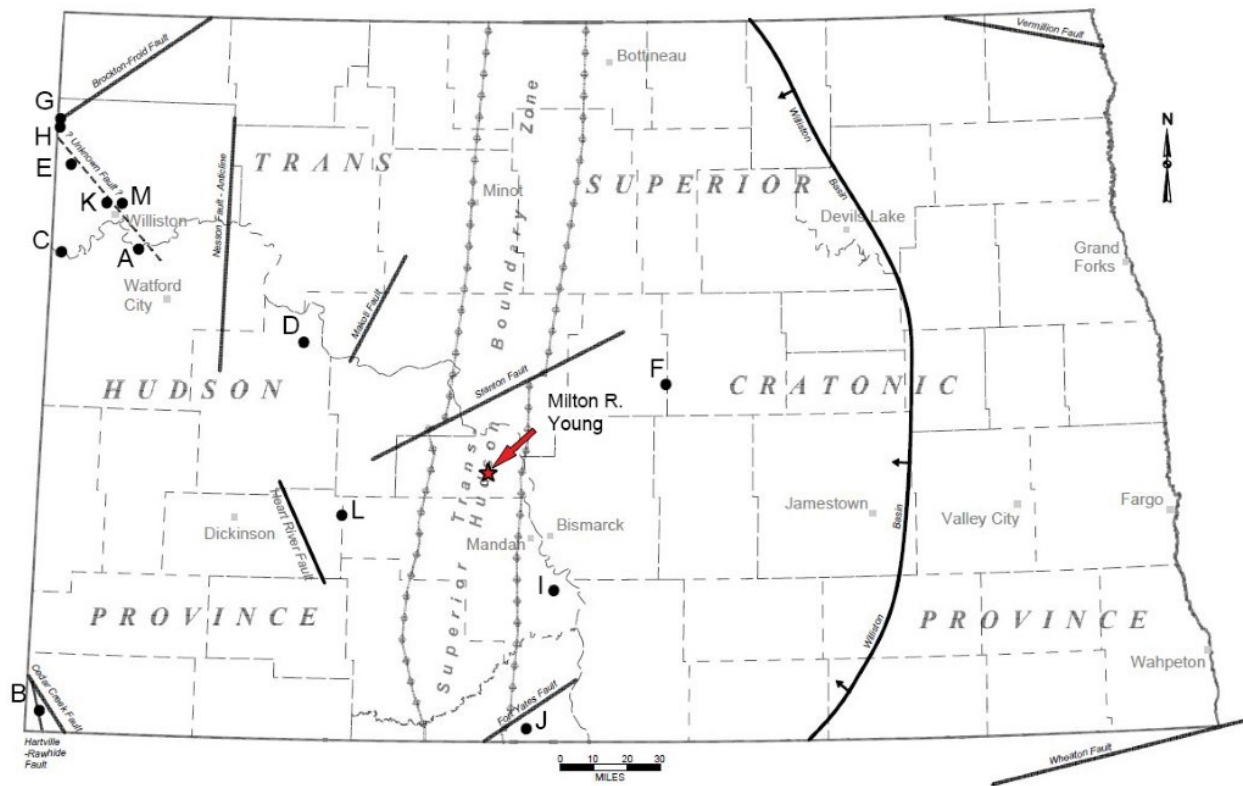 Brockton-Froid Fault
Vermillion Fault
Bottineau
G
H
? Unknown Fault ?
E
K
M
Williston
C
A
Watford
City
Nesson Fault - Anticline
TRANS
HUDSON
PROVINCE
Minot
Superior Trans Hudson Boundary Zone
SUPERIOR
CRATONIC
PROVINCE
Williston
Basin
Devils Lake
Grand
Forks
N
D
Makoti Fault
Stanton Fault
F
Milton R.
Young
Heart River Fault
L
Dickinson
Mandan
Bismarck
Jamestown
Basin
Valley City
Fargo
I
Williston
Wahpeton
B
Cedar Creek Fault
Hartville
-Rawhide
Fault
Fort Yates Fault
J
0 10 20 30
MILES
Wheaton Fault